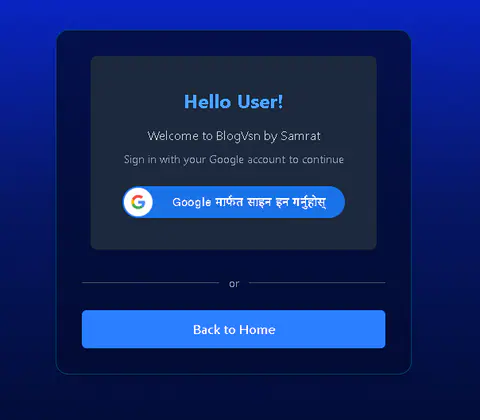 Hello User!
Welcome to BlogVsn by Samrat
Sign in with your Google account to continue
Google मार्फत साइन इन गर्नुहोस्
or
Back to Home